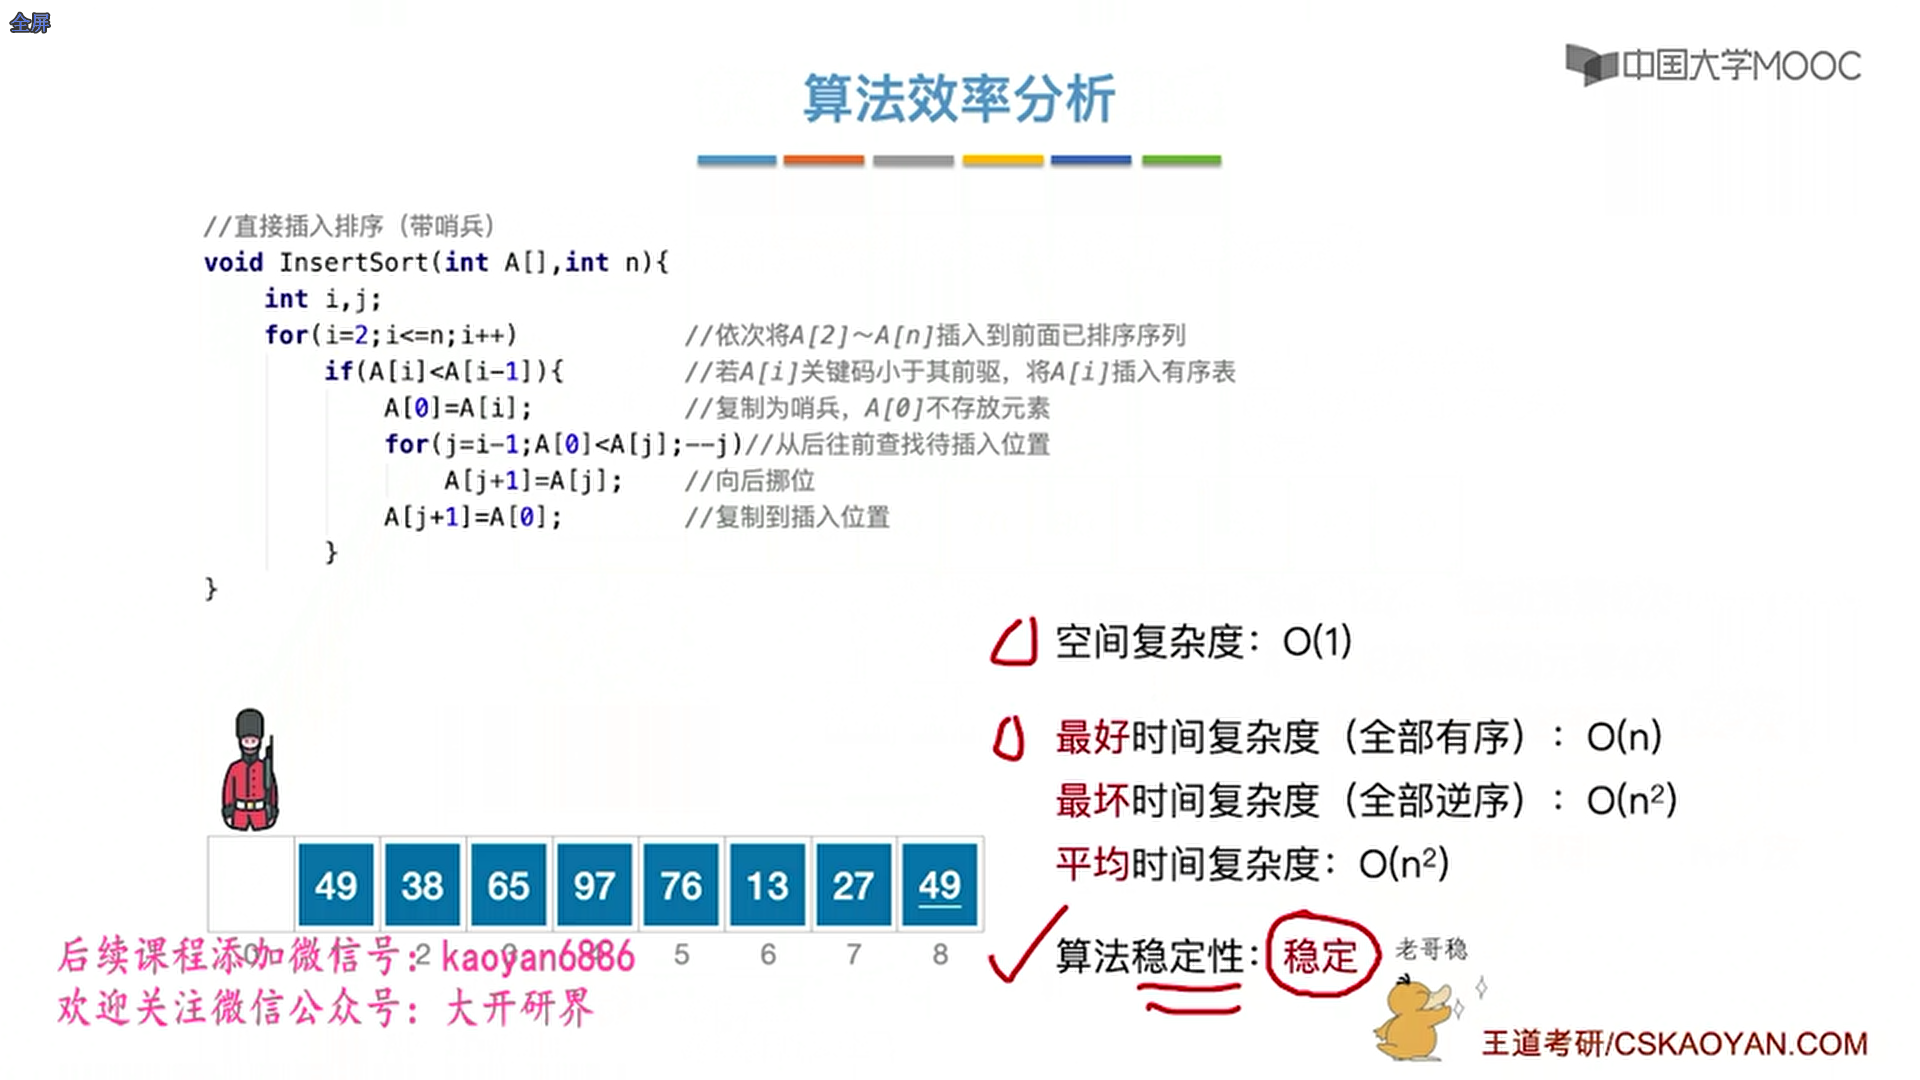 全屏
中国大学MOOC
算法效率分析
//直接插入排序（带哨兵）
void InsertSort(int A[],int n){
int i,j;
for(i=2;i<=n;i++) //依次将A[2]～A[n]插入到前面已排序序列
if(A[i]<A[i-1]){ //若A[i]关键码小于其前驱，将A[i]插入有序表
A[0]=A[i]; //复制为哨兵，A[0]不存放元素
for(j=i-1;A[0]<A[j];--j)//从后往前查找待插入位置
A[j+1]=A[j]; //向后挪位
A[j+1]=A[0]; //复制到插入位置
}
}
空间复杂度：O(1)
最好时间复杂度（全部有序）：O(n)
最坏时间复杂度（全部逆序）：O(n²)
平均时间复杂度：O(n²)
算法稳定性：稳定
老哥稳
49 38 65 97 76 13 27 49
0 2 5 6 7 8
后续课程添加微信号：kaoyan6886
欢迎关注微信公众号：大开研界
王道考研/CSKAOYAN.COM